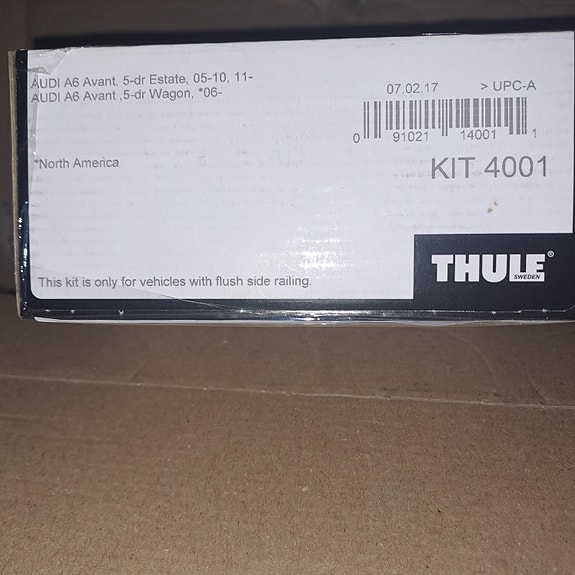 AUDI A6 Avant, 5-dr Estate, 05-10, 11-
AUDI A6 Avant ,5-dr Wagon, *06-
07.02.17 > UPC-A
0 91021 14001 1
*North America
KIT 4001
THULE®
SWEDEN
This kit is only for vehicles with flush side railing.